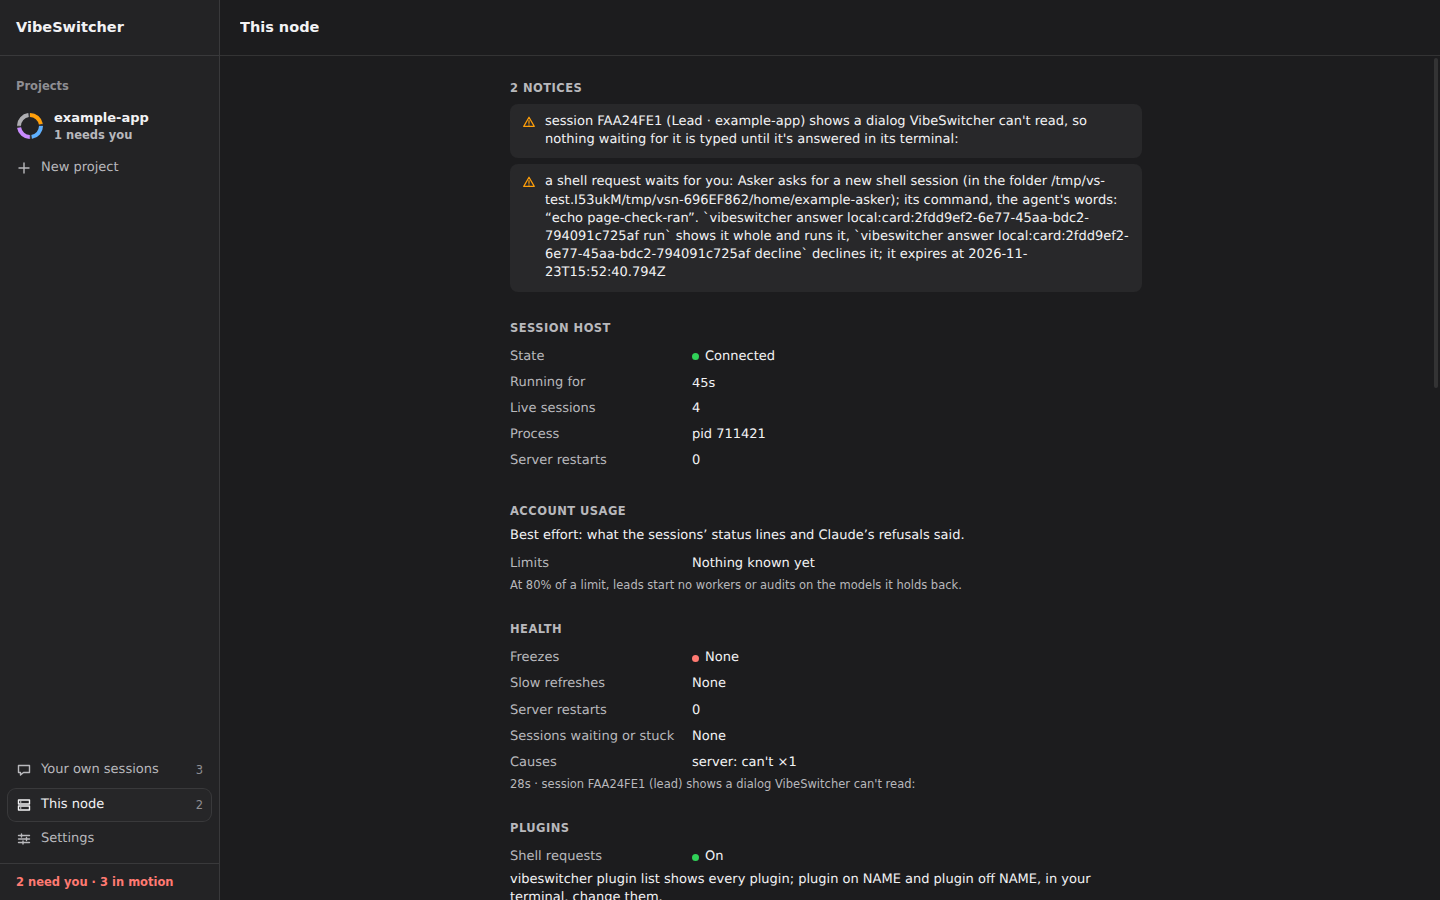 VibeSwitcher
This node
Projects
example-app
1 needs you
New project
Your own sessions 3
This node 2
Settings
2 need you · 3 in motion
2 NOTICES
session FAA24FE1 (Lead · example-app) shows a dialog VibeSwitcher can't read, so
nothing waiting for it is typed until it's answered in its terminal:
a shell request waits for you: Asker asks for a new shell session (in the folder /tmp/vs-
test.I53ukM/tmp/vsn-696EF862/home/example-asker); its command, the agent's words:
“echo page-check-ran”. `vibeswitcher answer local:card:2fdd9ef2-6e77-45aa-bdc2-
794091c725af run` shows it whole and runs it, `vibeswitcher answer local:card:2fdd9ef2-
6e77-45aa-bdc2-794091c725af decline` declines it; it expires at 2026-11-
23T15:52:40.794Z
SESSION HOST
State Connected
Running for 45s
Live sessions 4
Process pid 711421
Server restarts 0
ACCOUNT USAGE
Best effort: what the sessions’ status lines and Claude’s refusals said.
Limits Nothing known yet
At 80% of a limit, leads start no workers or audits on the models it holds back.
HEALTH
Freezes None
Slow refreshes None
Server restarts 0
Sessions waiting or stuck None
Causes server: can't ×1
28s · session FAA24FE1 (lead) shows a dialog VibeSwitcher can't read:
PLUGINS
Shell requests On
vibeswitcher plugin list shows every plugin; plugin on NAME and plugin off NAME, in your
terminal, change them.